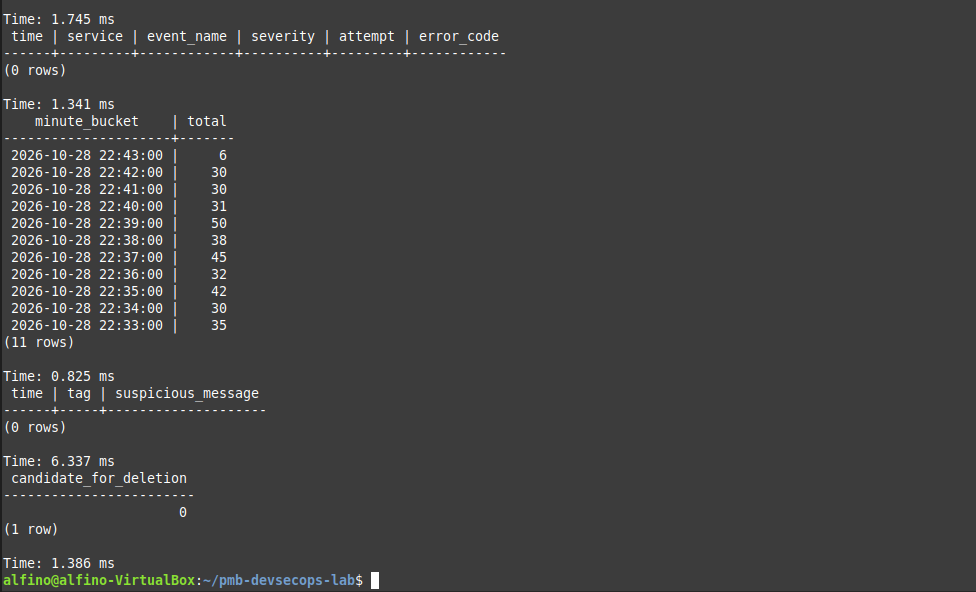 Time: 1.745 ms
 time | service | event_name | severity | attempt | error_code
------+---------+------------+----------+---------+------------
(0 rows)

Time: 1.341 ms
    minute_bucket    | total
---------------------+-------
 2026-10-28 22:43:00 |     6
 2026-10-28 22:42:00 |    30
 2026-10-28 22:41:00 |    30
 2026-10-28 22:40:00 |    31
 2026-10-28 22:39:00 |    50
 2026-10-28 22:38:00 |    38
 2026-10-28 22:37:00 |    45
 2026-10-28 22:36:00 |    32
 2026-10-28 22:35:00 |    42
 2026-10-28 22:34:00 |    30
 2026-10-28 22:33:00 |    35
(11 rows)

Time: 0.825 ms
 time | tag | suspicious_message
------+-----+--------------------
(0 rows)

Time: 6.337 ms
 candidate_for_deletion
------------------------
                      0
(1 row)

Time: 1.386 ms
alfino@alfino-VirtualBox:~/pmb-devsecops-lab$